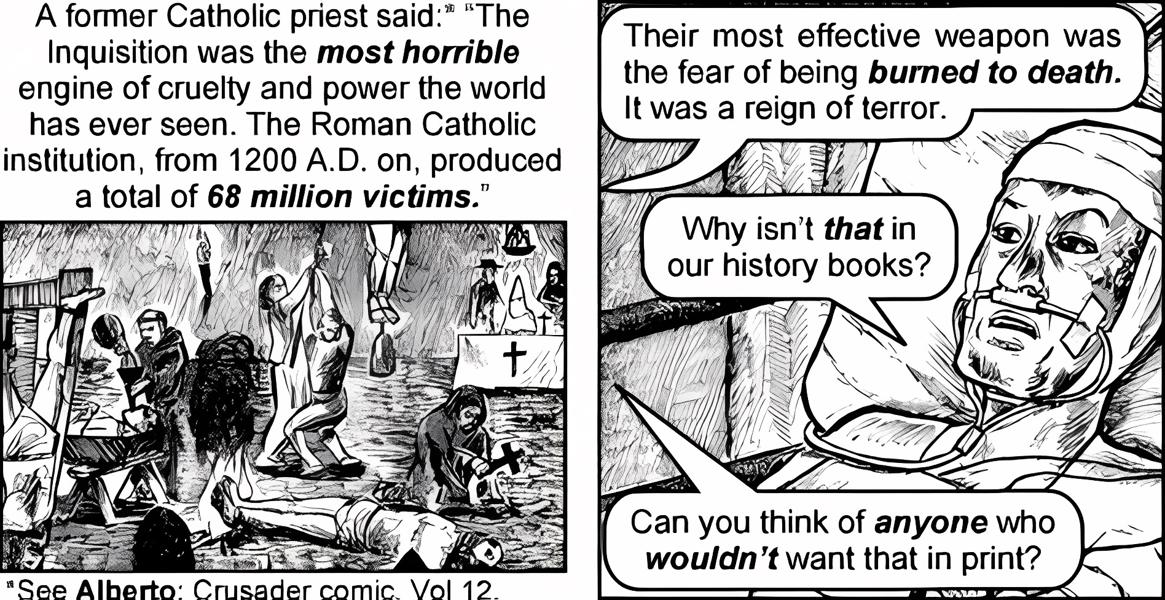 A former Catholic priest said: "The
Inquisition was the most horrible
engine of cruelty and power the world
has ever seen. The Roman Catholic
institution, from 1200 A.D. on, produced
a total of 68 million victims."
See Alberto: Crusader comic, Vol 12.
Their most effective weapon was
the fear of being burned to death.
It was a reign of terror.
Why isn't that in
our history books?
Can you think of anyone who
wouldn't want that in print?